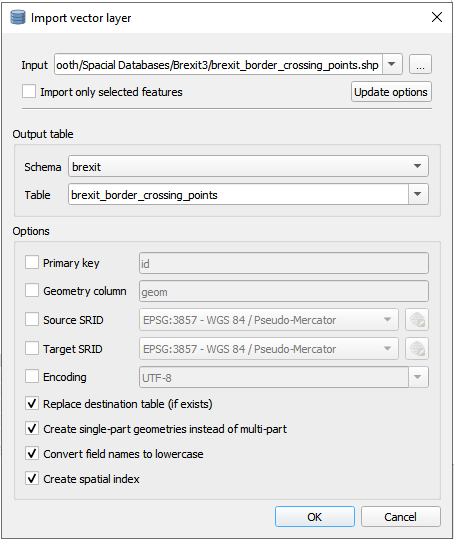 Import vector layer
Input ooth/Spacial Databases/Brexit3/brexit_border_crossing_points.shp ...
Import only selected features Update options
Output table
Schema brexit
Table brexit_border_crossing_points
Options
Primary key id
Geometry column geom
Source SRID EPSG:3857 - WGS 84 / Pseudo-Mercator
Target SRID EPSG:3857 - WGS 84 / Pseudo-Mercator
Encoding UTF-8
Replace destination table (if exists)
Create single-part geometries instead of multi-part
Convert field names to lowercase
Create spatial index
OK Cancel